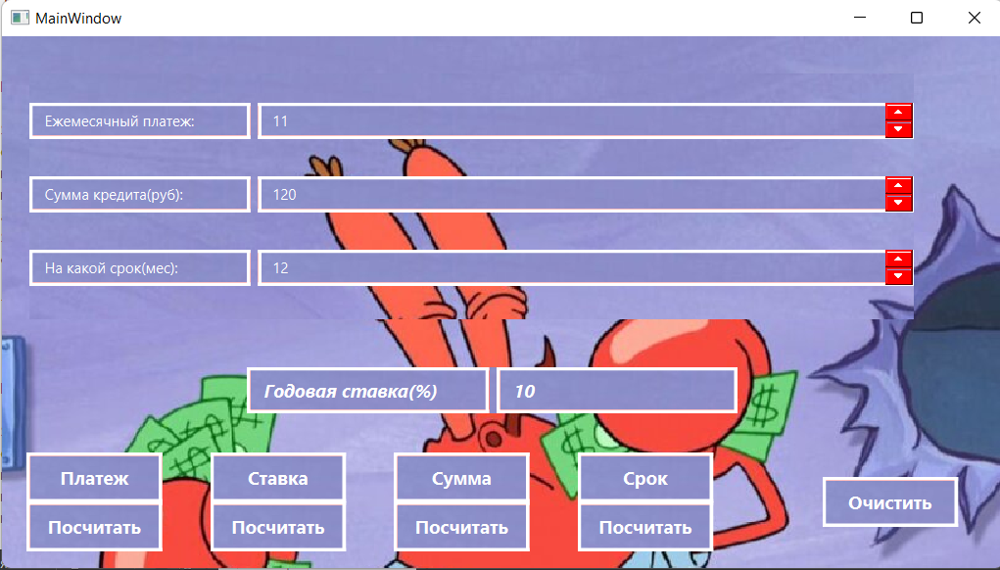 MainWindow
Ежемесячный платеж: 11
Сумма кредита(руб): 120
На какой срок(мес): 12
Годовая ставка(%) 10
Платеж Ставка Сумма Срок
Посчитать Посчитать Посчитать Посчитать
Очистить